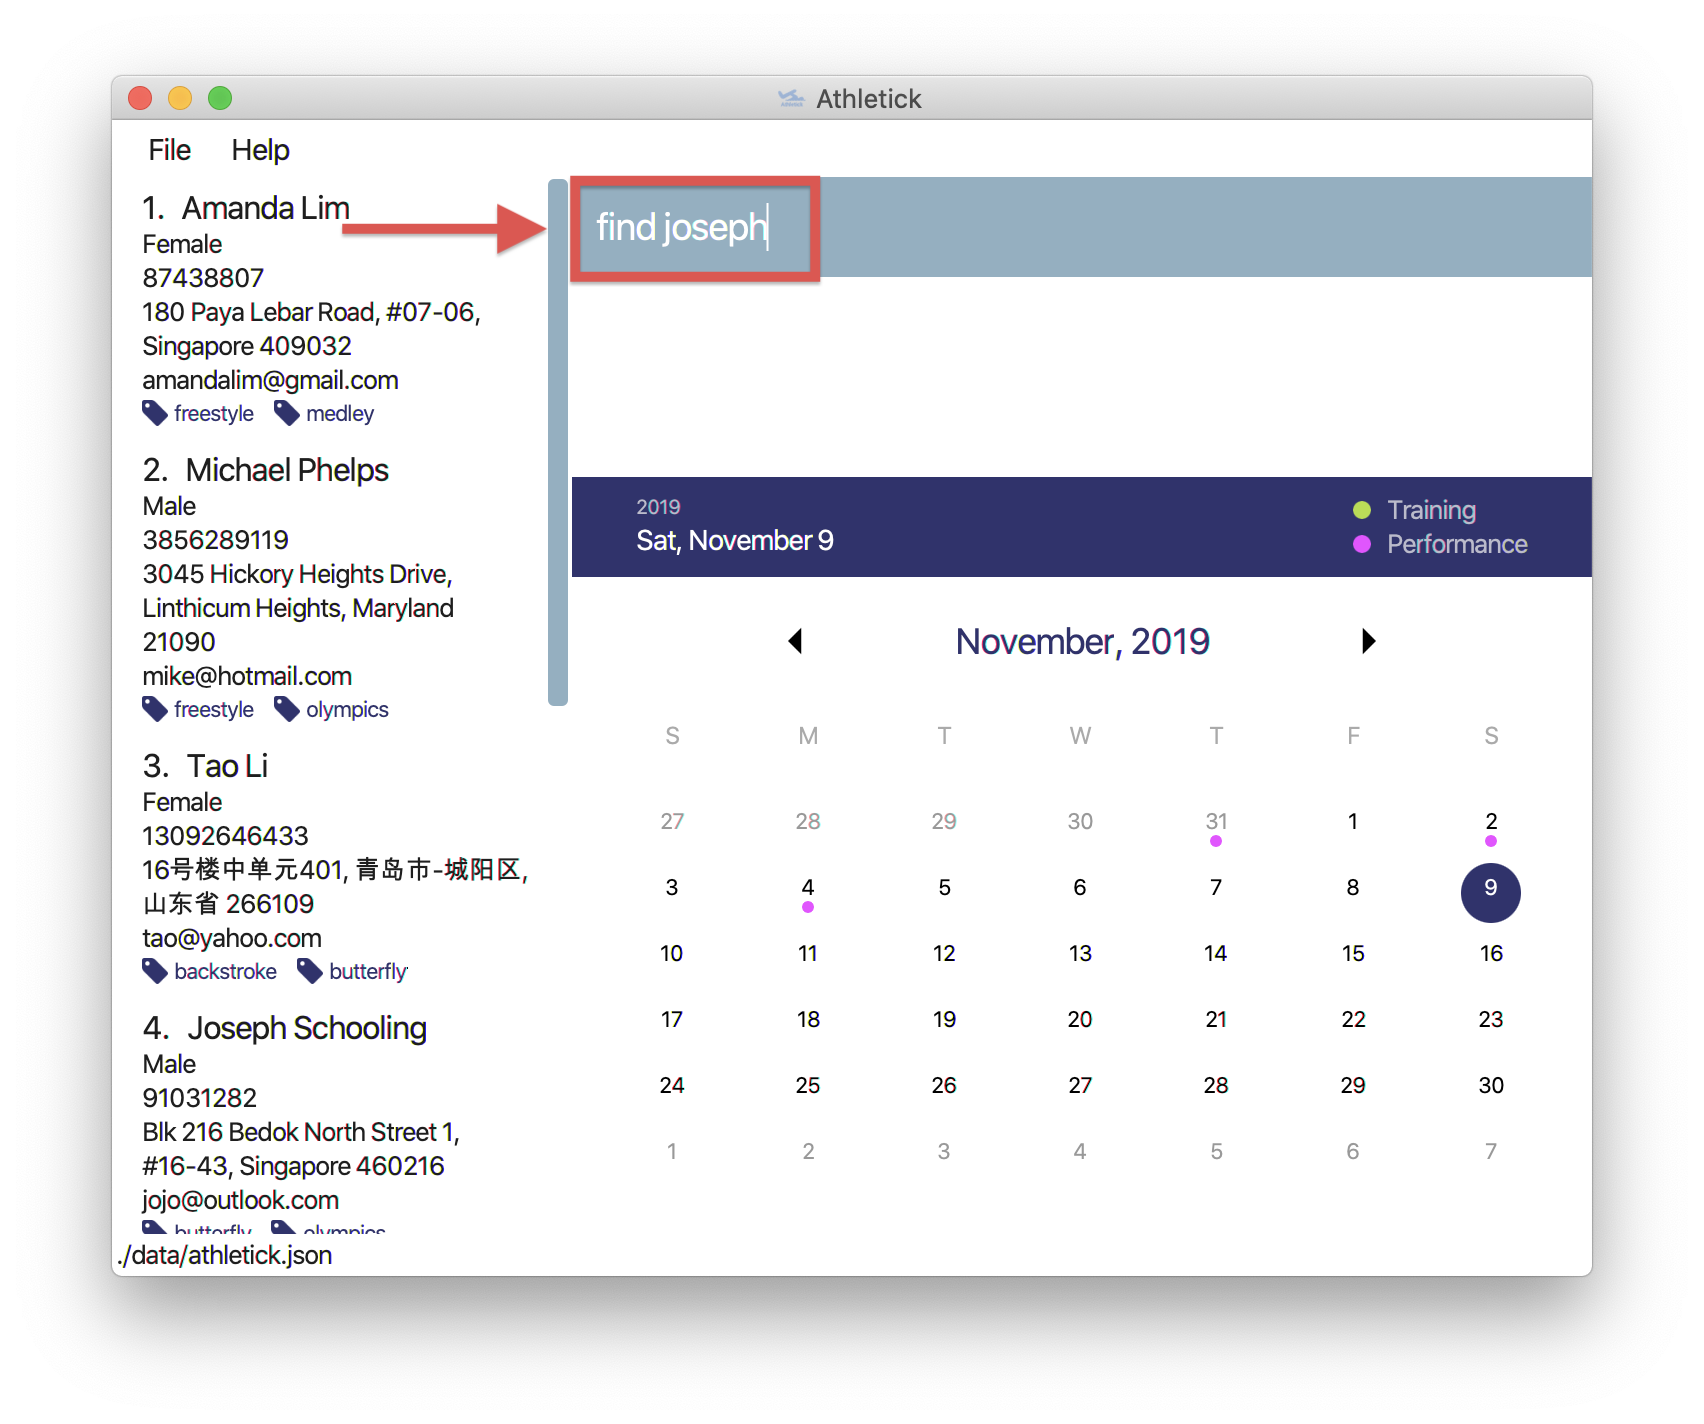 Athletick
File Help
1. Amanda Lim
Female
87438807
180 Paya Lebar Road, #07-06,
Singapore 409032
amandalim@gmail.com
freestyle medley
2. Michael Phelps
Male
3856289119
3045 Hickory Heights Drive,
Linthicum Heights, Maryland
21090
mike@hotmail.com
freestyle olympics
3. Tao Li
Female
13092646433
16号楼中单元401, 青岛市-城阳区,
山东省 266109
tao@yahoo.com
backstroke butterfly
4. Joseph Schooling
Male
91031282
Blk 216 Bedok North Street 1,
#16-43, Singapore 460216
jojo@outlook.com
butterfly olympics
./data/athletick.json
find joseph
2019
Sat, November 9
Training
Performance
November, 2019
S M T W T F S
27 28 29 30 31 1 2
3 4 5 6 7 8 9
10 11 12 13 14 15 16
17 18 19 20 21 22 23
24 25 26 27 28 29 30
1 2 3 4 5 6 7